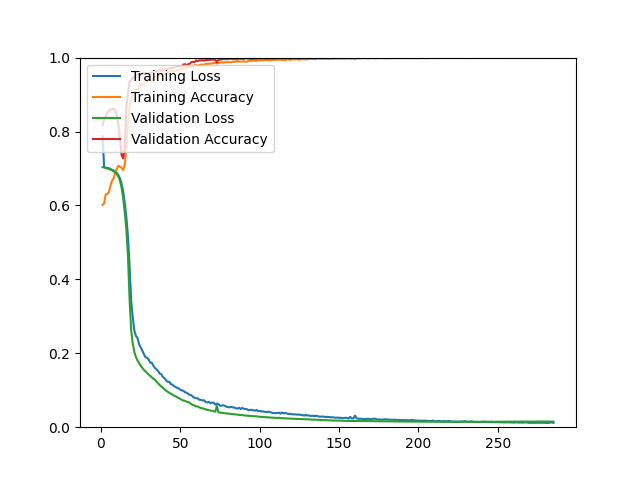 1.0
0.8
0.6
0.4
0.2
0.0
Training Loss
Training Accuracy
Validation Loss
Validation Accuracy
0 50 100 150 200 250